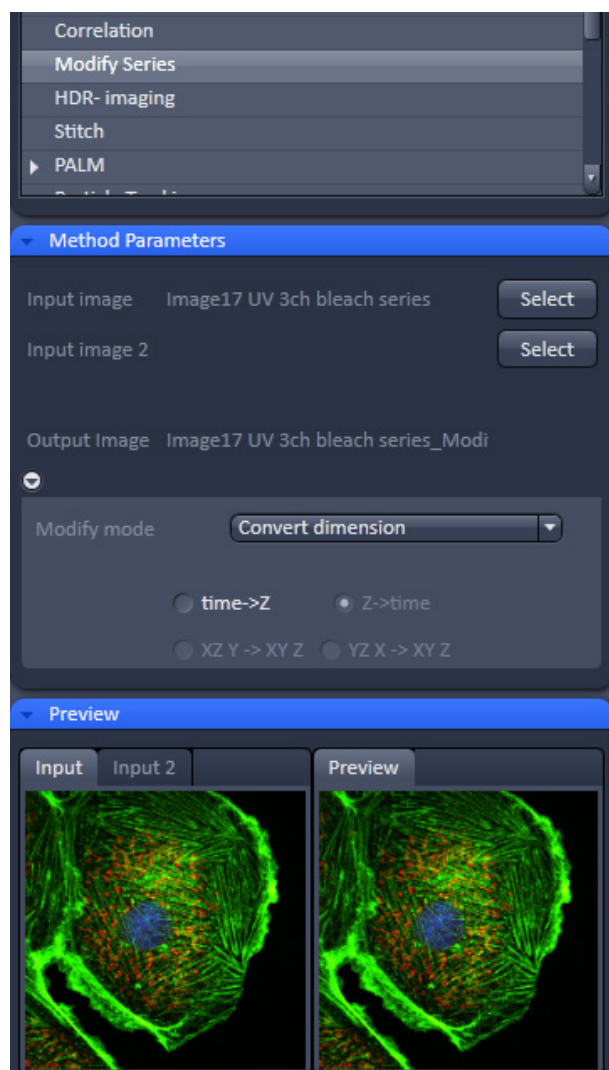 Correlation
Modify Series
HDR- imaging
Stitch
PALM
Method Parameters
Input image Image17 UV 3ch bleach series Select
Input image 2 Select
Output Image Image17 UV 3ch bleach series_Modi
Modify mode Convert dimension
time->Z Z->time
XZ Y -> XY Z YZ X -> XY Z
Preview
Input Input 2 Preview